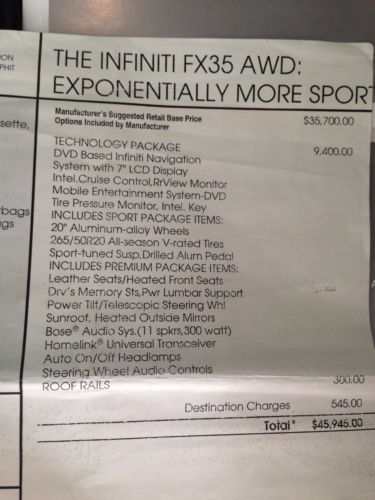 ION
PHIT
sette,
bags
gs
THE INFINITI FX35 AWD:
EXPONENTIALLY MORE SPORT
Manufacturer's Suggested Retail Base Price $35,700.00
Options Included by Manufacturer
TECHNOLOGY PACKAGE 9,400.00
DVD Based Infiniti Navigation
System with 7" LCD Display
Intel.Cruise Control,RrView Monitor
Mobile Entertainment System-DVD
Tire Pressure Monitor, Intel. Key
INCLUDES SPORT PACKAGE ITEMS:
20" Aluminum-alloy Wheels
265/50R20 All-season V-rated Tires
Sport-tuned Susp,Drilled Alum Pedal
INCLUDES PREMIUM PACKAGE ITEMS:
Leather Seats/Heated Front Seats
Drv's Memory Sts,Pwr Lumbar Support
Power Tilt/Telescopic Steering Whl
Sunroof, Heated Outside Mirrors
Bose® Audio Sys.(11 spkrs,300 watt)
Homelink® Universal Transceiver
Auto On/Off Headlamps
Steering Wheel Audio Controls
ROOF RAILS 300.00
Destination Charges 545.00
Total* $45,945.00